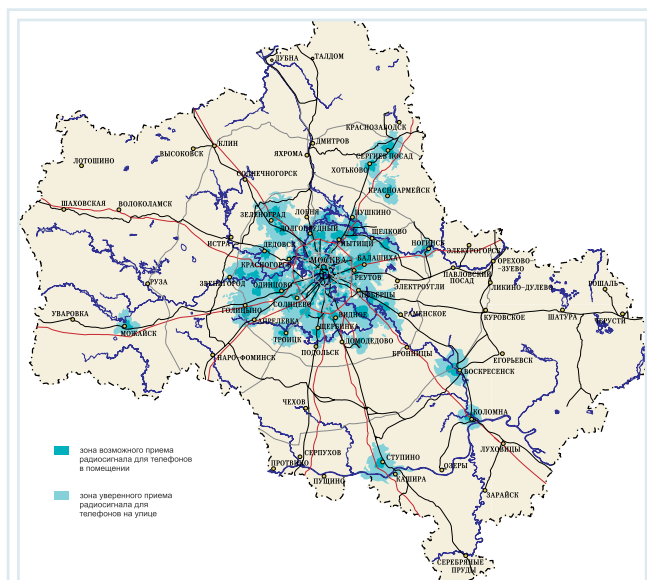 ДУБНА
ТАЛДОМ
КРАСНОЗАВОДСК
КЛИН
ДМИТРОВ
СЕРГИЕВ ПОСАД
ВЫСОКОВСК
ЯХРОМА
ЛОТОШИНО
ХОТЬКОВО
СОЛНЕЧНОГОРСК
КРАСНОАРМЕЙСК
ШАХОВСКАЯ
ВОЛОКОЛАМСК
ЗЕЛЕНОГРАД
ЛОБНЯ
ПУШКИНО
ДОЛГОПРУДНЫЙ
ЩЕЛКОВО
ИСТРА
ДЕДОВСК
МЫТИЩИ
НОГИНСК
ЭЛЕКТРОГОРСК
КРАСНОГОРСК
МОСКВА
БАЛАШИХА
ОРЕХОВО
-ЗУЕВО
ПАВЛОВСКИЙ
ПОСАД
РУЗА
ЗВЕНИГОРОД
ОДИНЦОВО
РЕУТОВ
ЭЛЕКТРОУГЛИ
ЛИКИНО-ДУЛЕВО
РОШАЛЬ
СОЛНЦЕВО
ЛЮБЕРЦЫ
УВАРОВКА
ГОЛИЦЫНО
ВИДНОЕ
РАМЕНСКОЕ
КУРОВСКОЕ
ШАТУРА
ЧЕРУСТИ
МОЖАЙСК
АПРЕЛЕВКА
ЩЕРБИНКА
ТРОИЦК
ДОМОДЕДОВО
НАРО-ФОМИНСК
ПОДОЛЬСК
БРОННИЦЫ
ЕГОРЬЕВСК
ВОСКРЕСЕНСК
ЧЕХОВ
КОЛОМНА
зона возможного приема
радиосигнала для телефонов
в помещении
СЕРПУХОВ
ЛУХОВИЦЫ
ПРОТВИНО
СТУПИНО
ОЗЕРЫ
ПУЩИНО
КАШИРА
зона уверенного приема
радиосигнала для
телефонов на улице
ЗАРАЙСК
СЕРЕБРЯНЫЕ
ПРУДЫ